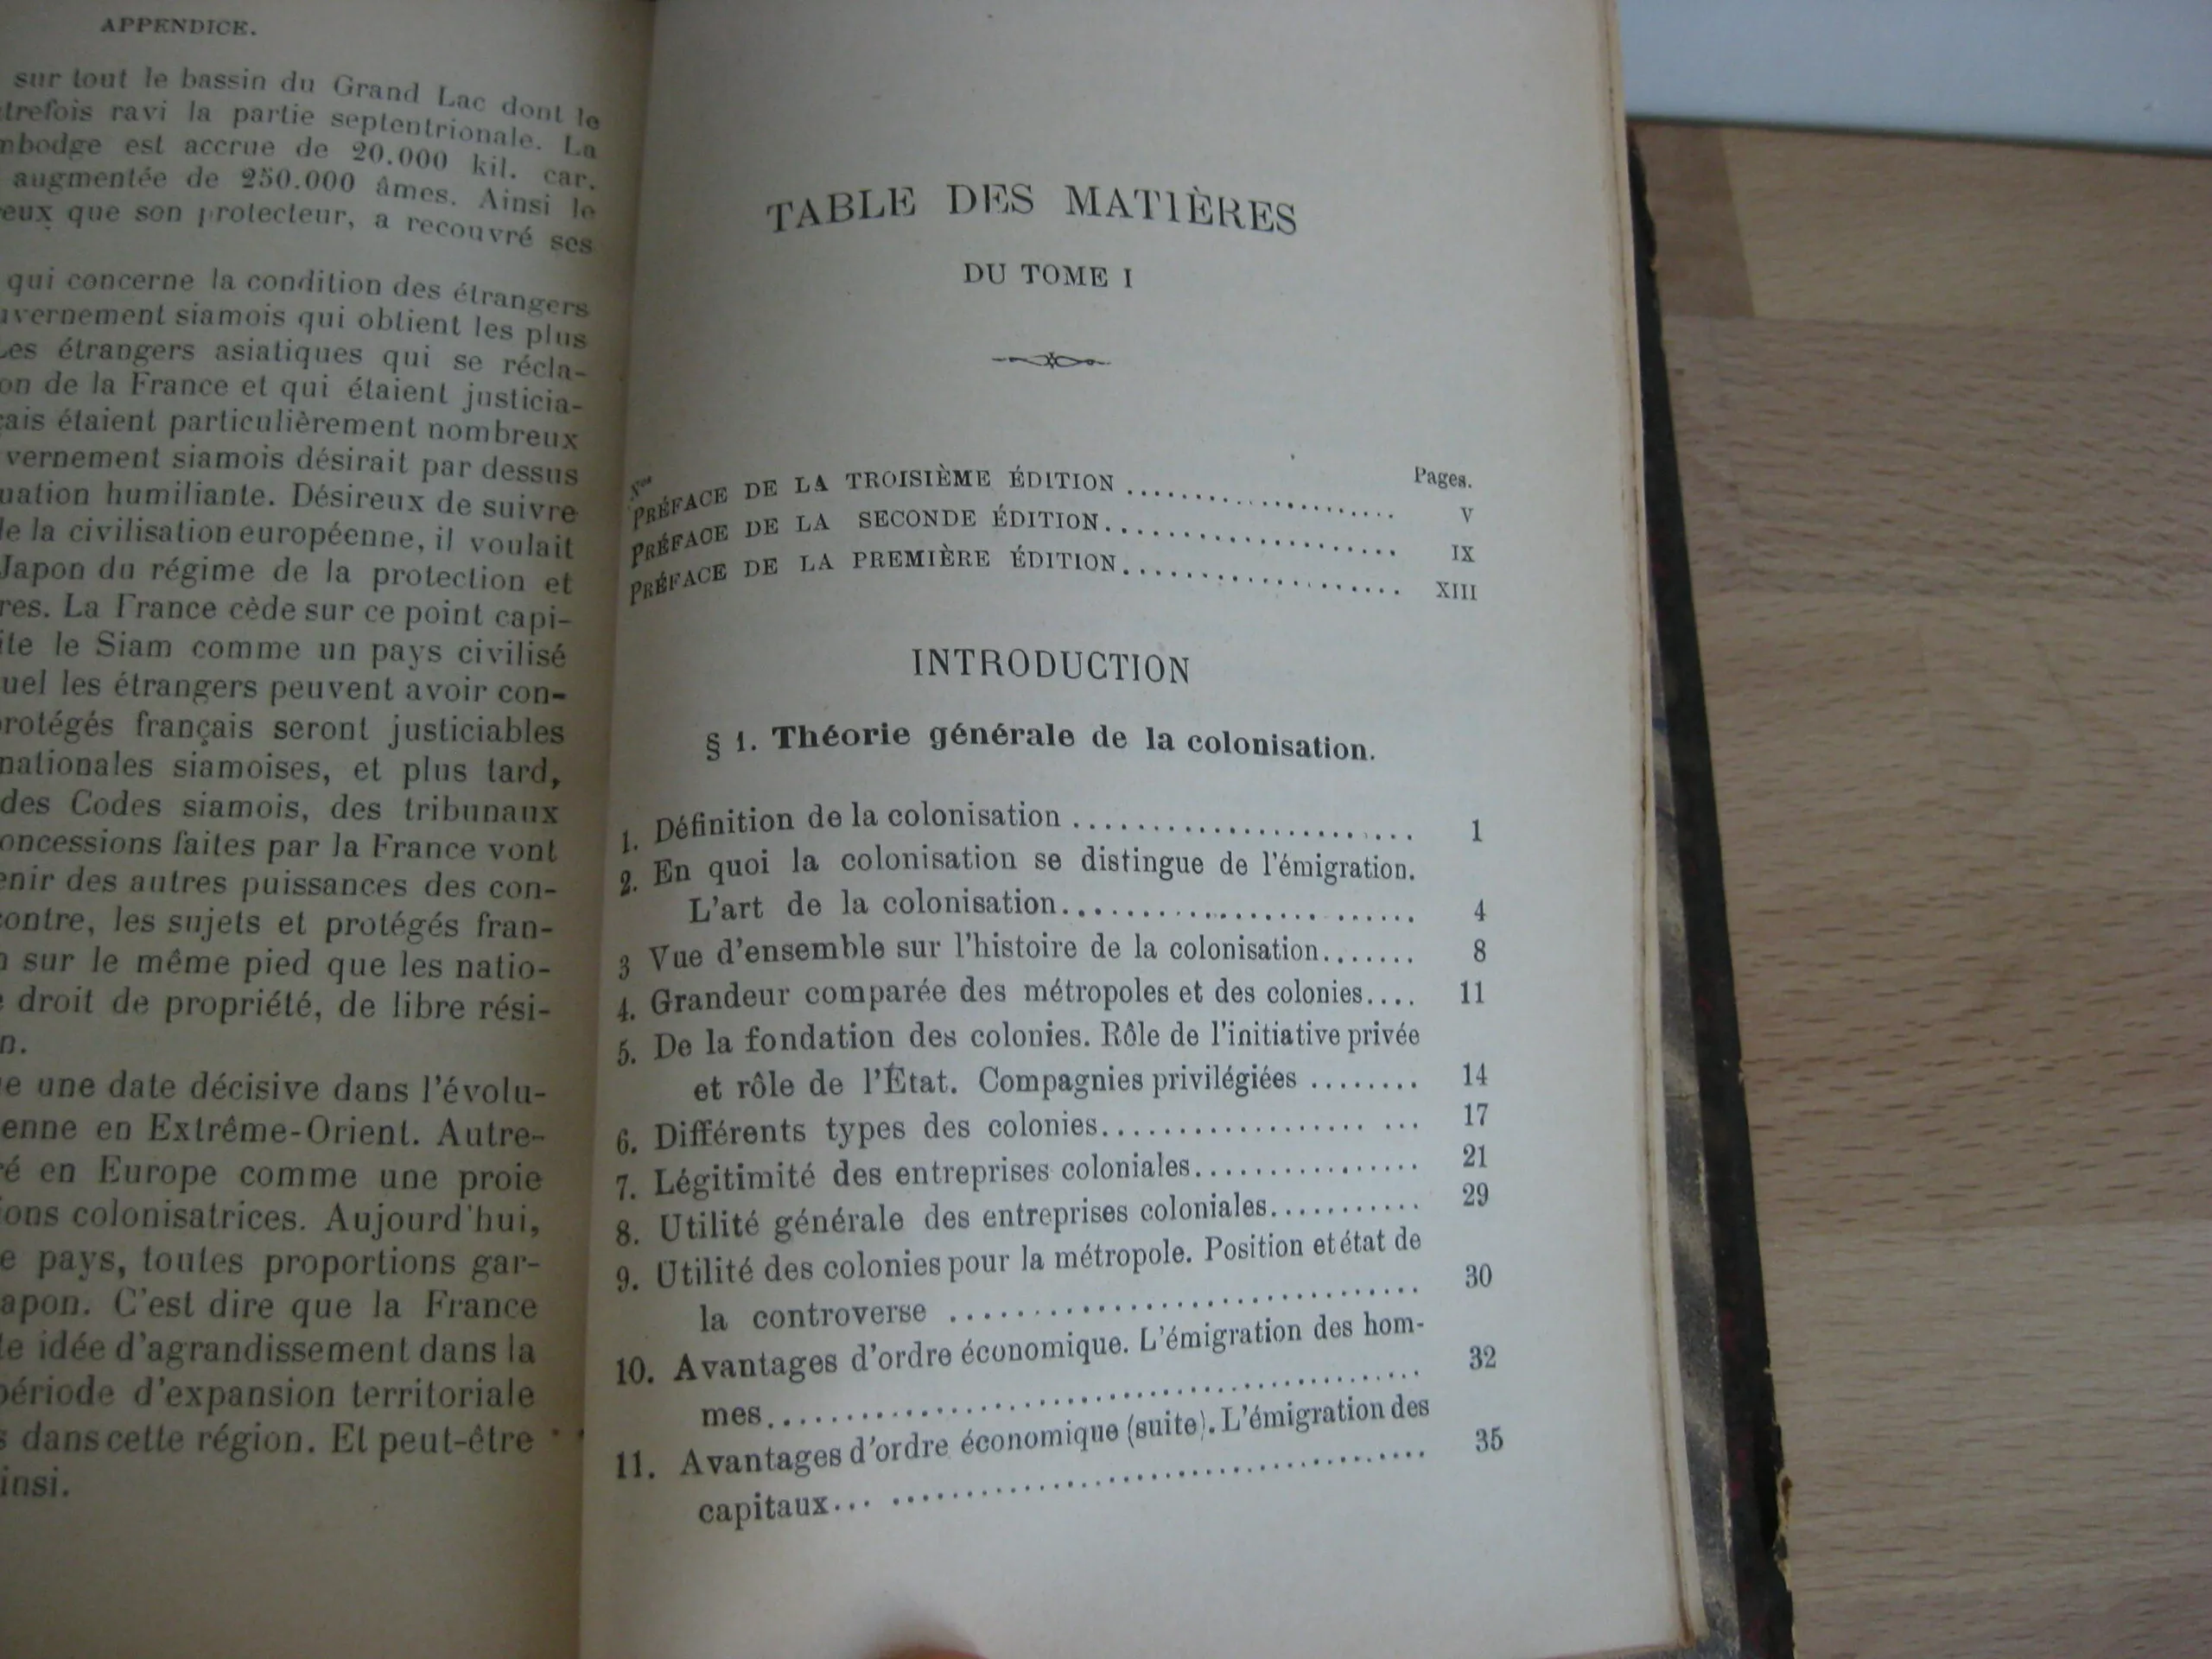 APPENDICE.
sur tout le bassin du Grand Lac dont le
trefois ravi la partie septentrionale. La
mbodge est accrue de 20.000 kil. car.
augmentée de 250.000 âmes. Ainsi le
eux que son protecteur, a recouvré ses
qui concerne la condition des étrangers
uvernement siamois qui obtient les plus
Les étrangers asiatiques qui se récla-
on de la France et qui étaient justicia-
çais étaient particulièrement nombreux
vernement siamois désirait par dessus
uation humiliante. Désireux de suivre
de la civilisation européenne, il voulait
Japon du régime de la protection et
res. La France cède sur ce point capi-
ite le Siam comme un pays civilisé
uel les étrangers peuvent avoir con-
protégés français seront justiciables
nationales siamoises, et plus tard,
des Codes siamois, des tribunaux
oncessions faites par la France vont
enir des autres puissances des con-
contre, les sujets et protégés fran-
n sur le même pied que les natio-
e droit de propriété, de libre rési-
n.
e une date décisive dans l'évolu-
enne en Extrême-Orient. Autre-
ré en Europe comme une proie
ions colonisatrices. Aujourd'hui,
e pays, toutes proportions gar-
apon. C'est dire que la France
le idée d'agrandissement dans la
période d'expansion territoriale
s dans cette région. Et peut-être
insi.
TABLE DES MATIÈRES
DU TOME I
Nos Pages.
PRÉFACE DE LA TROISIÈME ÉDITION .................... V
PRÉFACE DE LA SECONDE ÉDITION.................... IX
PRÉFACE DE LA PREMIÈRE ÉDITION.................... XIII
INTRODUCTION
§ 1. Théorie générale de la colonisation.
1. Définition de la colonisation ........................ 1
2. En quoi la colonisation se distingue de l'émigration.
L'art de la colonisation........................ 4
3 Vue d'ensemble sur l'histoire de la colonisation....... 8
4. Grandeur comparée des métropoles et des colonies.... 11
5. De la fondation des colonies. Rôle de l'initiative privée
et rôle de l'État. Compagnies privilégiées ........ 14
6. Différents types des colonies..................... 17
7. Légitimité des entreprises coloniales............... 21
8. Utilité générale des entreprises coloniales........... 29
9. Utilité des colonies pour la métropole. Position et état de
la controverse ................................ 30
10. Avantages d'ordre économique. L'émigration des hom-
mes........................................... 32
11. Avantages d'ordre économique (suite). L'émigration des
capitaux... .................................. 35